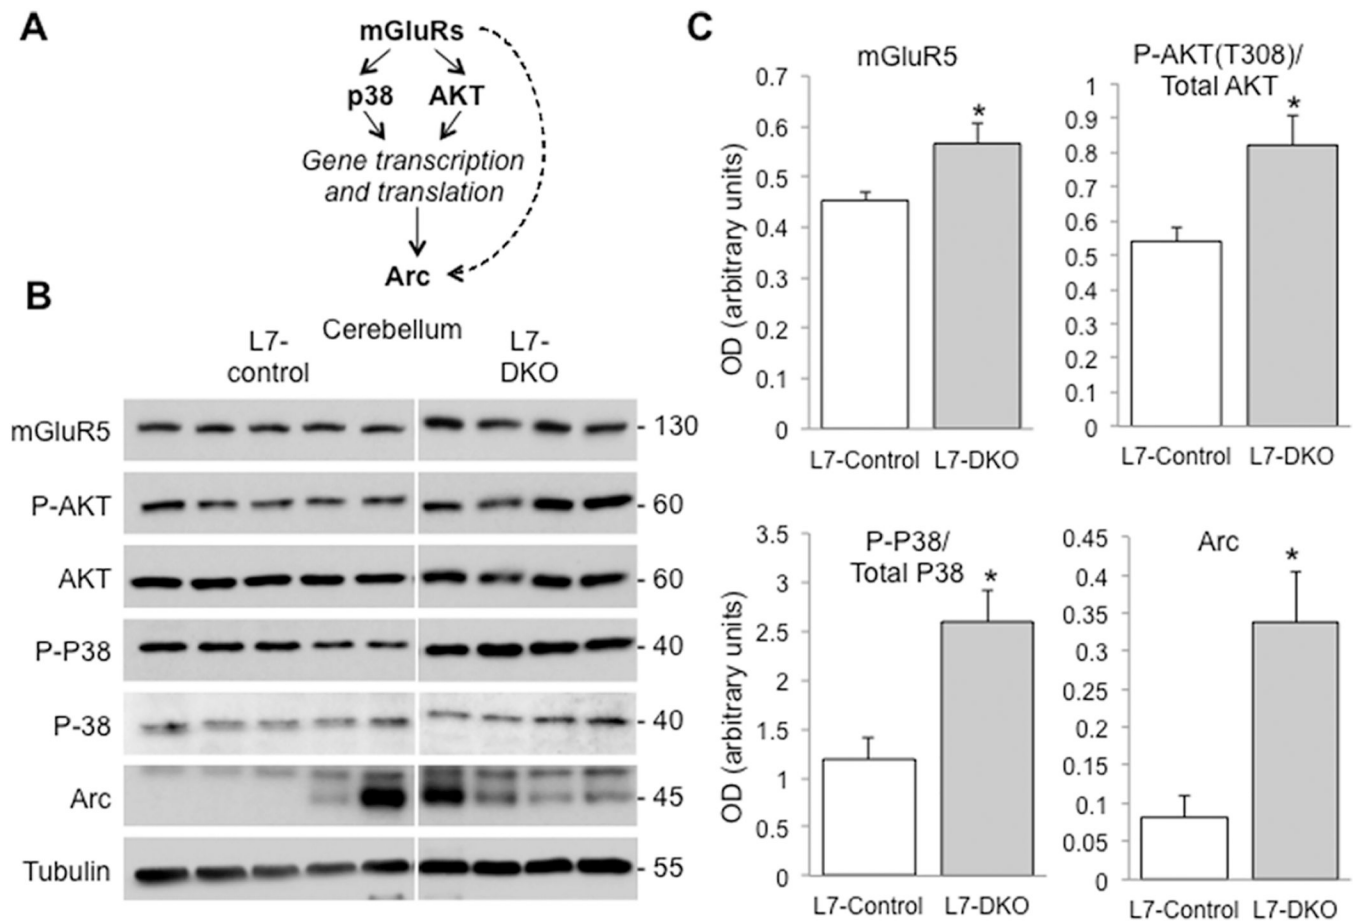 A
mGluRs
p38 AKT
Gene transcription
and translation
Arc
B
Cerebellum
L7-
control
L7-
DKO
mGluR5
130
P-AKT
60
AKT
60
P-P38
40
P-38
40
Arc
45
Tubulin
55
C
mGluR5
OD (arbitrary units)
0.7
0.6
0.5
0.4
0.3
0.2
0.1
0
*
L7-Control L7-DKO
P-AKT(T308)/
Total AKT
1
0.9
0.8
0.7
0.6
0.5
0.4
0.3
0.2
0.1
0
*
L7-Control L7-DKO
P-P38/
Total P38
OD (arbitrary units)
3.5
3
2.5
2
1.5
1
0.5
0
*
L7-Control L7-DKO
Arc
0.45
0.4
0.35
0.3
0.25
0.2
0.15
0.1
0.05
0
*
L7-Control L7-DKO